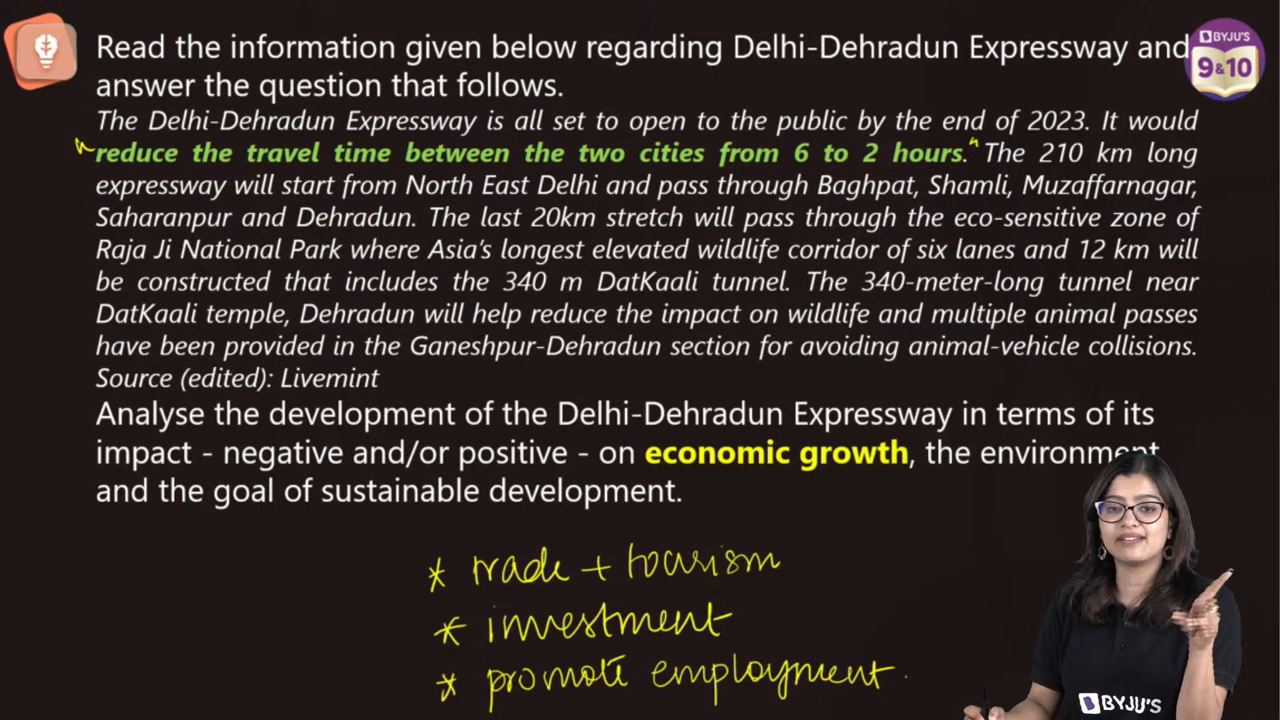 Read the information given below regarding Delhi-Dehradun Expressway and
answer the question that follows.
The Delhi-Dehradun Expressway is all set to open to the public by the end of 2023. It would
reduce the travel time between the two cities from 6 to 2 hours." The 210 km long
expressway will start from North East Delhi and pass through Baghpat, Shamli, Muzaffarnagar,
Saharanpur and Dehradun. The last 20km stretch will pass through the eco-sensitive zone of
Raja Ji National Park where Asia's longest elevated wildlife corridor of six lanes and 12 km will
be constructed that includes the 340 m DatKaali tunnel. The 340-meter-long tunnel near
DatKaali temple, Dehradun will help reduce the impact on wildlife and multiple animal passes
have been provided in the Ganeshpur-Dehradun section for avoiding animal-vehicle collisions.
Source (edited): Livemint
Analyse the development of the Delhi-Dehradun Expressway in terms of its
impact - negative and/or positive - on economic growth, the environment
and the goal of sustainable development.
* trade + tourism
* investment
* promote employment.
BYJU'S
9&10
BYJU'S